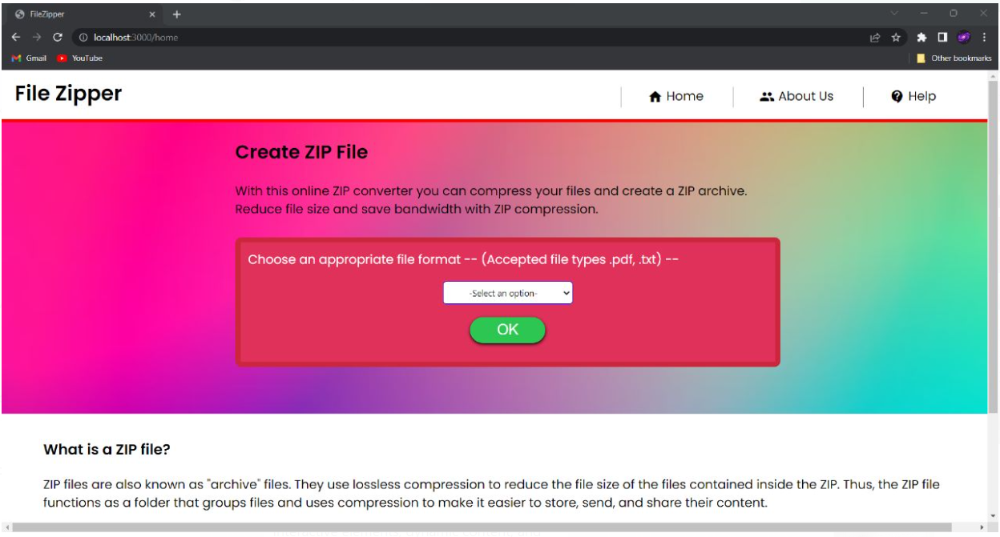 FileZipper
localhost:3000/home
Gmail YouTube Other bookmarks
File Zipper Home About Us Help
Create ZIP File
With this online ZIP converter you can compress your files and create a ZIP archive.
Reduce file size and save bandwidth with ZIP compression.
Choose an appropriate file format -- (Accepted file types .pdf, .txt) --
-Select an option-
OK
What is a ZIP file?
ZIP files are also known as "archive" files. They use lossless compression to reduce the file size of the files contained inside the ZIP. Thus, the ZIP file
functions as a folder that groups files and uses compression to make it easier to store, send, and share their content.